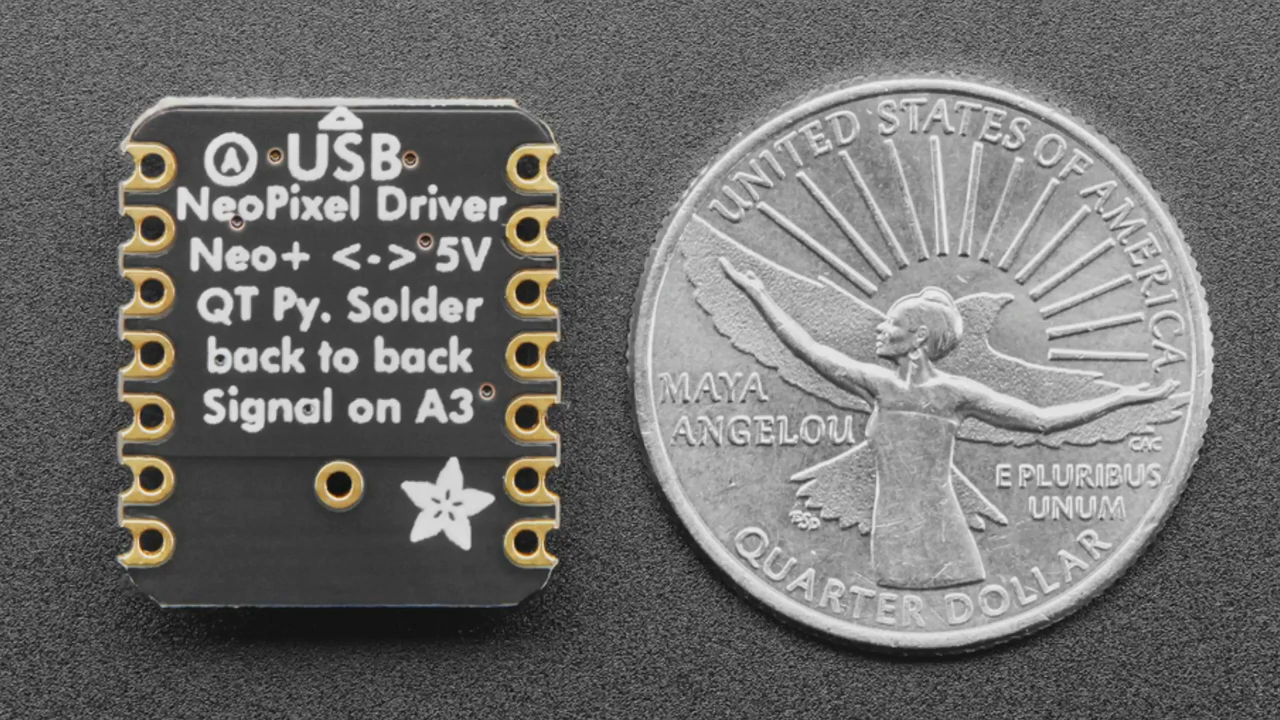 A USB
NeoPixel Driver
Neo+ <-> 5V
QT Py. Solder
back to back
Signal on A3
UNITED STATES OF AMERICA
MAYA
ANGELOU
CAC
E PLURIBUS
UNUM
QUARTER DOLLAR